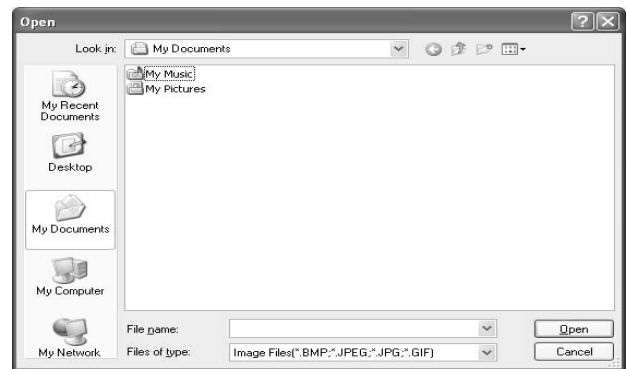 Open
Look in: My Documents
My Music
My Pictures
My Recent
Documents
Desktop
My Documents
My Computer
My Network
File name:
Open
Files of type: Image Files(*.BMP;*.JPEG;*.JPG;*.GIF)
Cancel